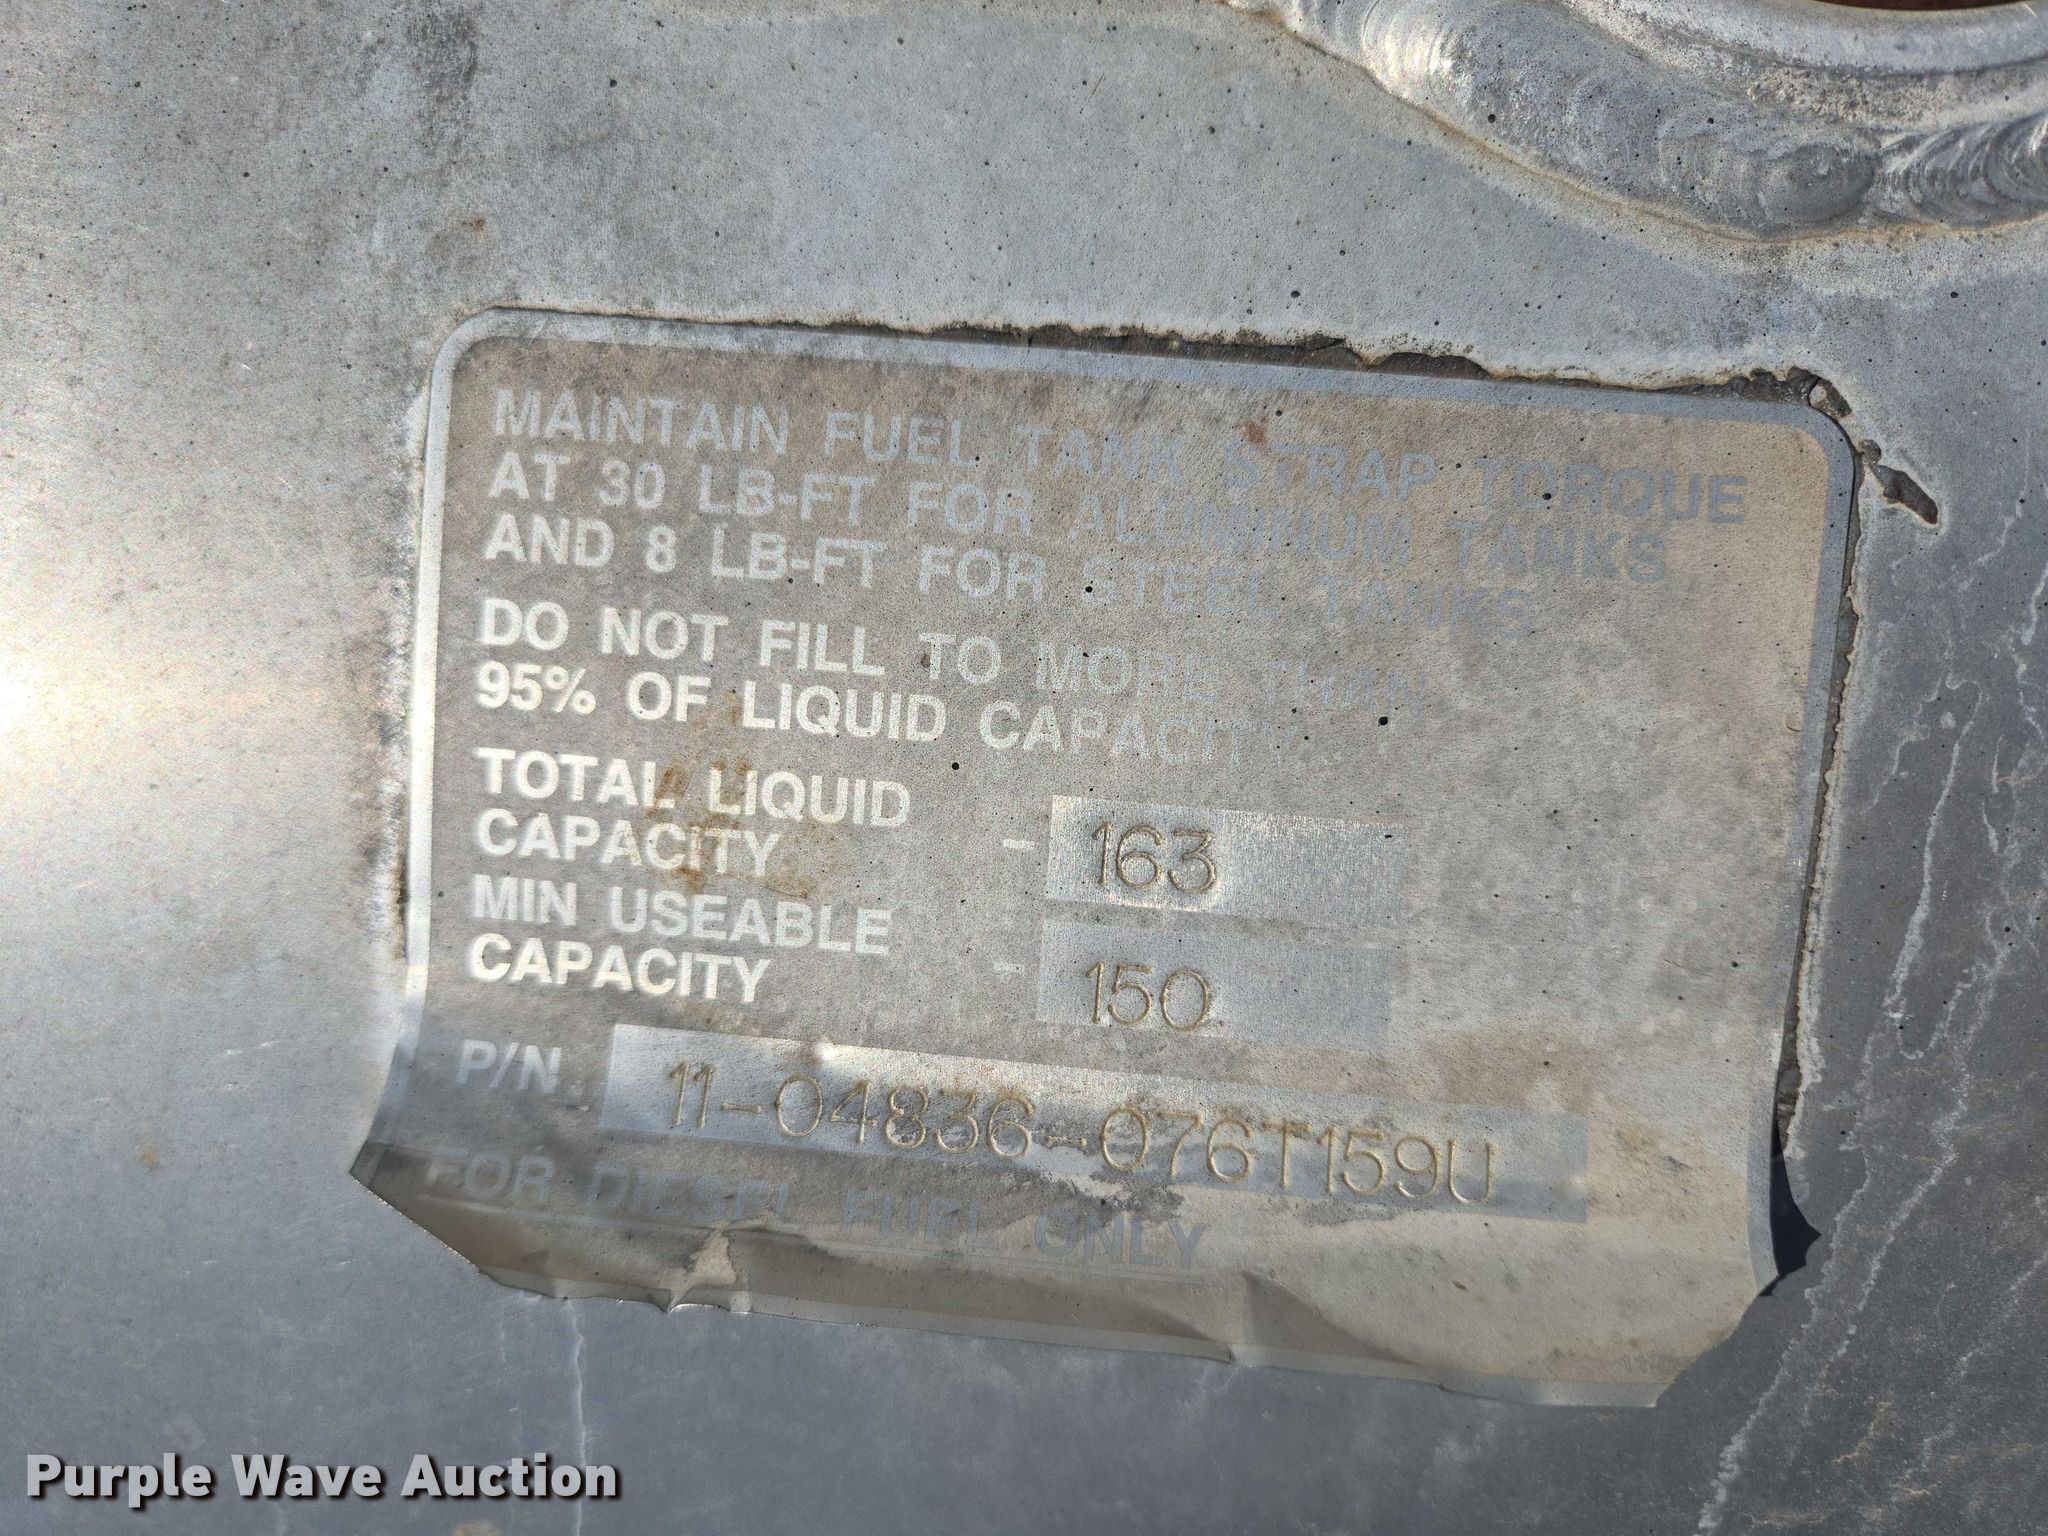 MAINTAIN FUEL TANK STRAP TORQUE
AT 30 LB-FT FOR ALUMINUM TANKS
AND 8 LB-FT FOR STEEL TANKS
DO NOT FILL TO MORE THAN
95% OF LIQUID CAPACITY.
TOTAL LIQUID
CAPACITY - 163
MIN USEABLE
CAPACITY - 150
P/N 11-04836-076T159U
FOR DIESEL FUEL ONLY
Purple Wave Auction